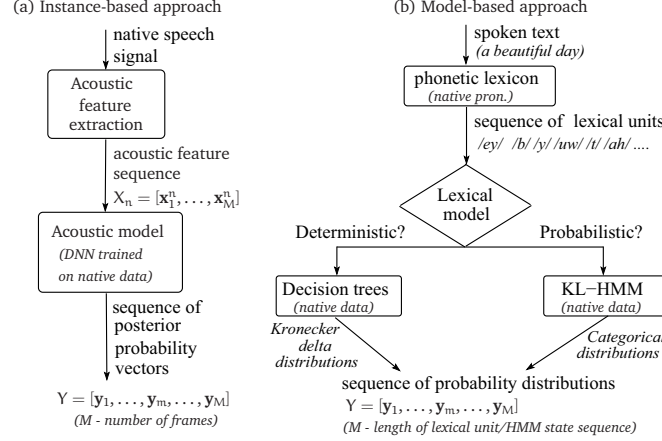 (a) Instance-based approach
native speech
signal
Acoustic
feature
extraction
acoustic feature
sequence
Xₙ = [x₁ⁿ, . . . , x_Mⁿ]
Acoustic model
(DNN trained
on native data)
sequence of
posterior
probability
vectors
Y = [y₁, . . . , yₘ, . . . , y_M]
(M - number of frames)
(b) Model-based approach
spoken text
(a beautiful day)
phonetic lexicon
(native pron.)
sequence of lexical units
/ey/ /b/ /y/ /uw/ /t/ /ah/ ....
Lexical
model
Deterministic?
Probabilistic?
Decision trees
(native data)
KL−HMM
(native data)
Kronecker
delta
distributions
Categorical
distributions
sequence of probability distributions
Y = [y₁, . . . , yₘ, . . . , y_M]
(M - length of lexical unit/HMM state sequence)